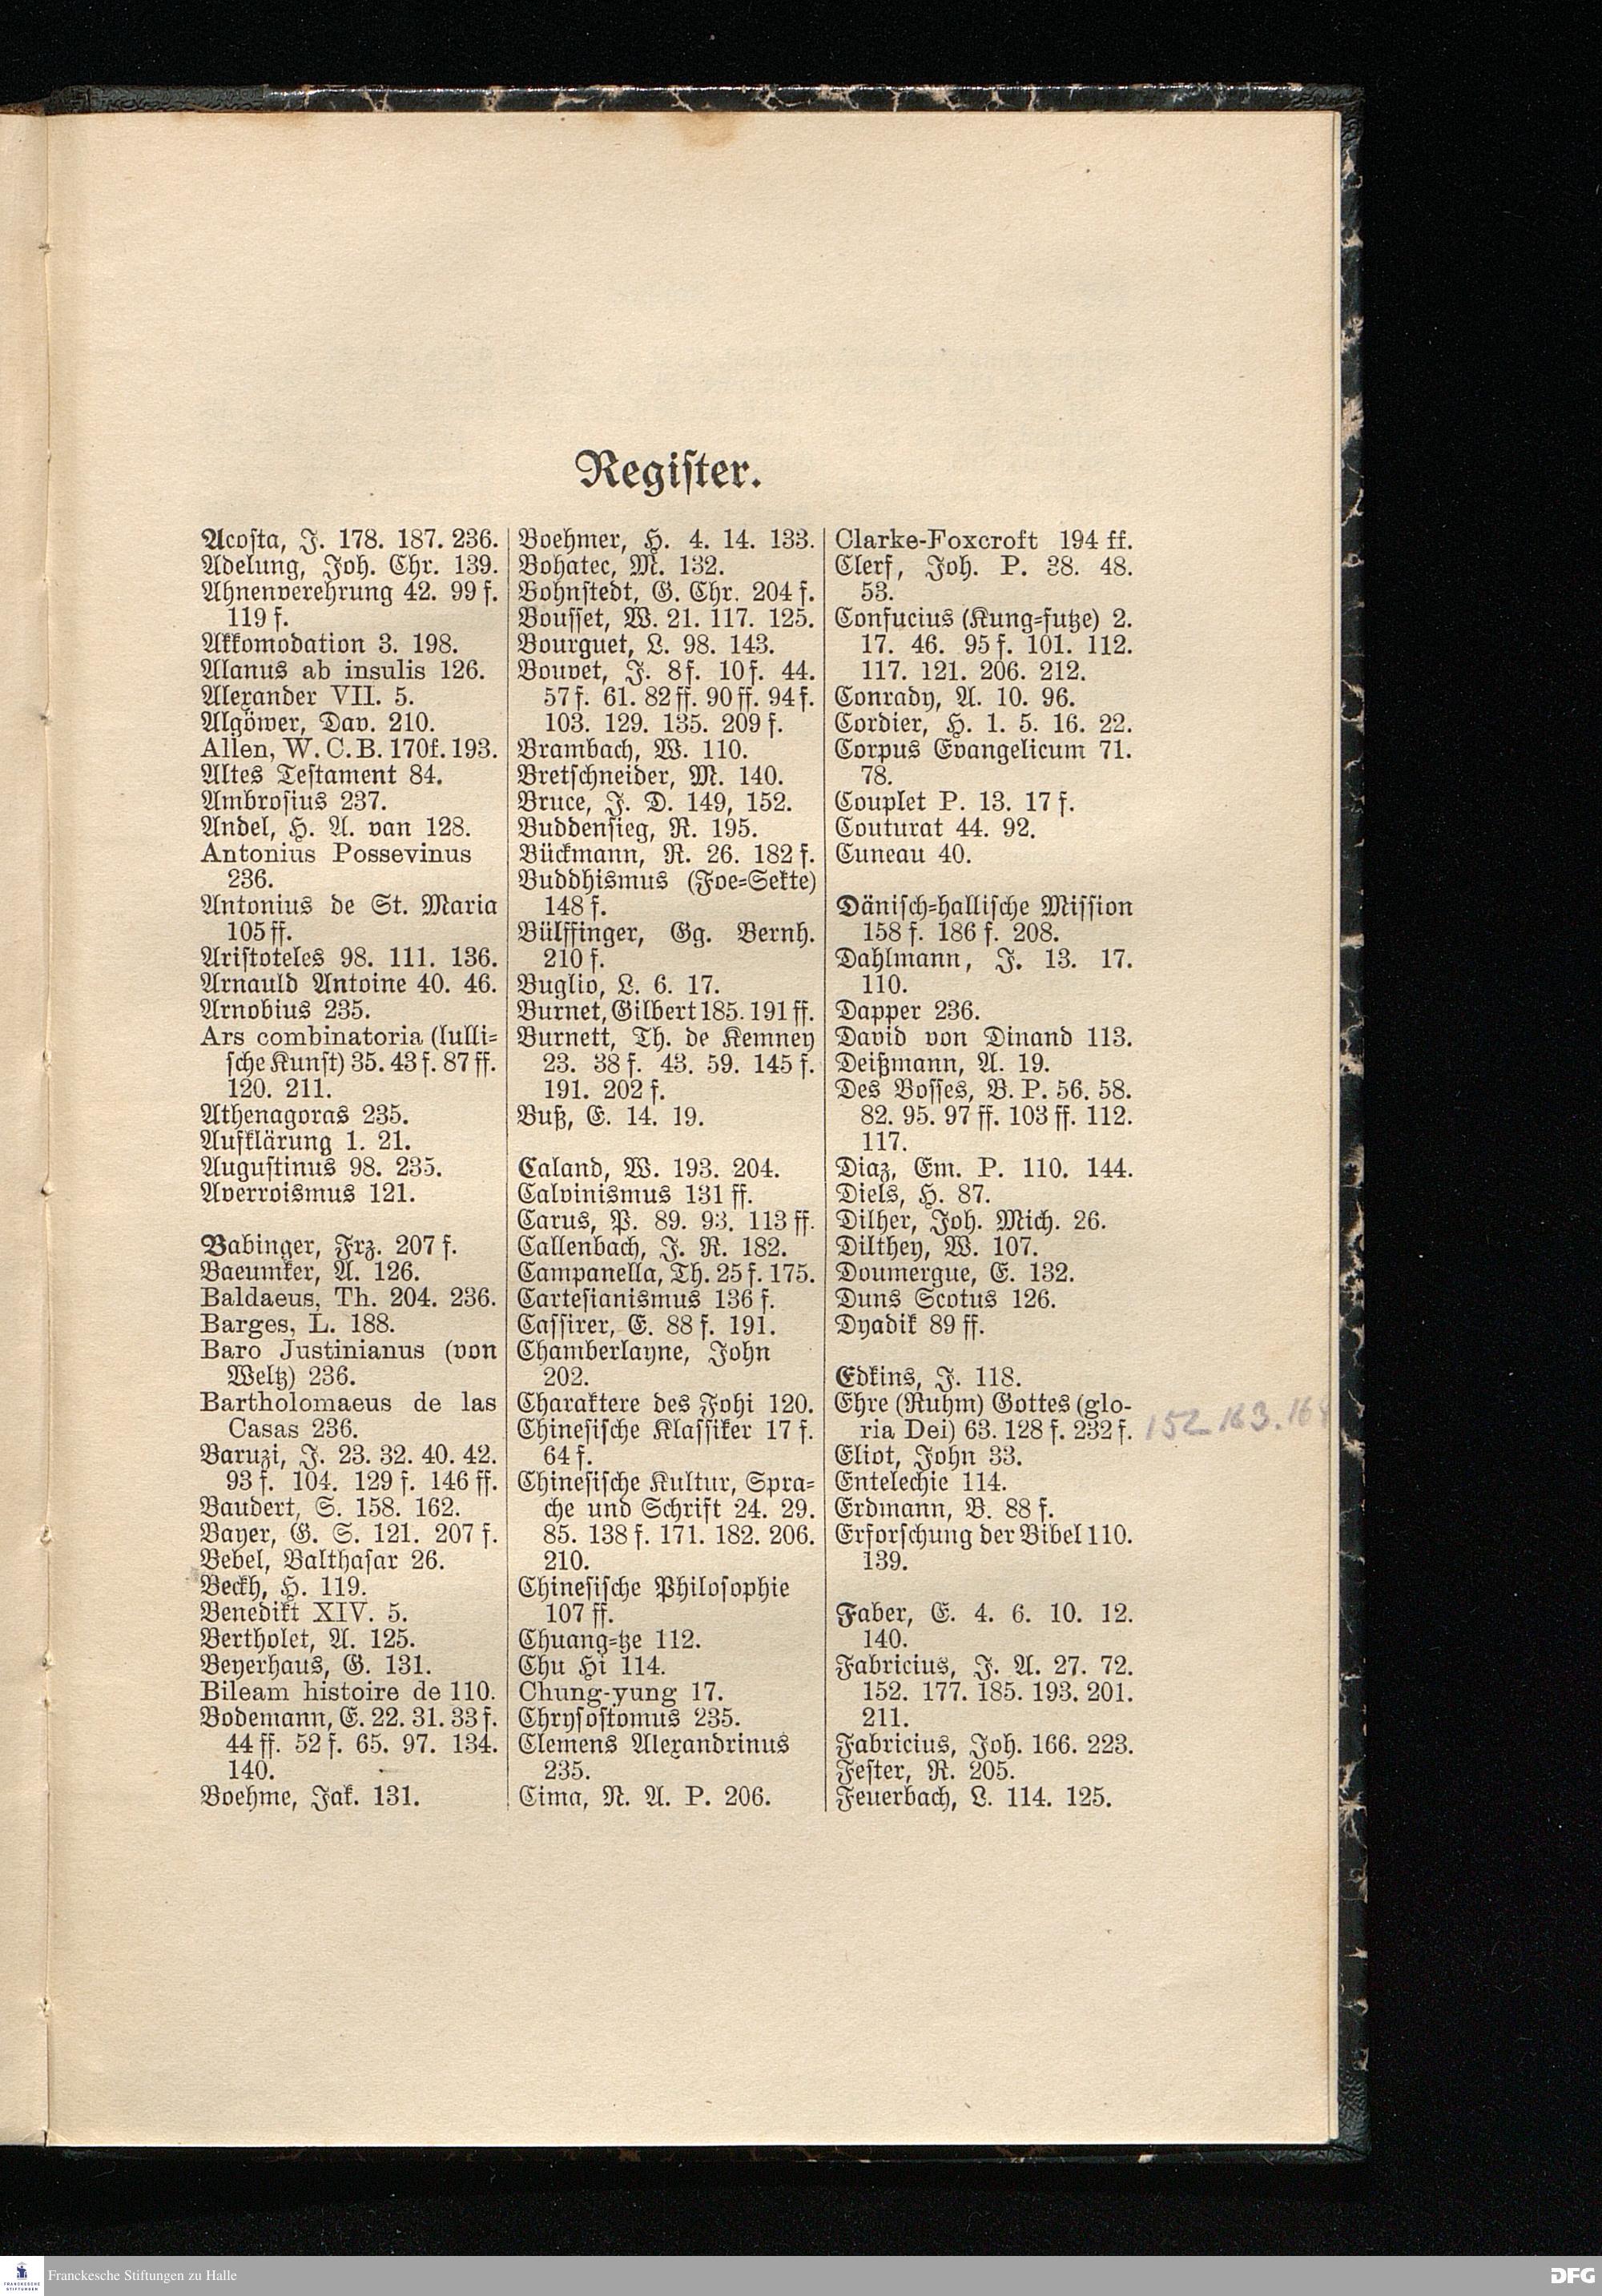 Register.
Acosta, J. 178. 187. 236.
Adelung, Joh. Chr. 139.
Ahnenverehrung 42. 99 f.
119 f.
Akkomodation 3. 198.
Alanus ab insulis 126.
Alexander VII. 5.
Algöwer, Dav. 210.
Allen, W. C. B. 170f. 193.
Altes Testament 84.
Ambrosius 237.
Andel, H. A. van 128.
Antonius Possevinus
236.
Antonius de St. Maria
105 ff.
Aristoteles 98. 111. 136.
Arnauld Antoine 40. 46.
Arnobius 235.
Ars combinatoria (lulli-
sche Kunst) 35. 43 f. 87 ff.
120. 211.
Athenagoras 235.
Aufklärung 1. 21.
Augustinus 98. 235.
Averroismus 121.
Babinger, Frz. 207 f.
Baeumker, A. 126.
Baldaeus, Th. 204. 236.
Barges, L. 188.
Baro Justinianus (von
Weltz) 236.
Bartholomaeus de las
Casas 236.
Baruzi, J. 23. 32. 40. 42.
93 f. 104. 129 f. 146 ff.
Baudert, S. 158. 162.
Bayer, G. S. 121. 207 f.
Bebel, Balthasar 26.
Beckh, H. 119.
Benedikt XIV. 5.
Bertholet, A. 125.
Beyerhaus, G. 131.
Bileam histoire de 110.
Bodemann, E. 22. 31. 33 f.
44 ff. 52 f. 65. 97. 134.
140.
Boehme, Jak. 131.
Boehmer, H. 4. 14. 133.
Bohatec, M. 132.
Bohnstedt, G. Chr. 204 f.
Bousset, W. 21. 117. 125.
Bourguet, L. 98. 143.
Bouvet, J. 8 f. 10 f. 44.
57 f. 61. 82 ff. 90 ff. 94 f.
103. 129. 135. 209 f.
Brambach, W. 110.
Bretschneider, M. 140.
Bruce, J. D. 149, 152.
Buddensieg, R. 195.
Bückmann, R. 26. 182 f.
Buddhismus (Foe-Sekte)
148 f.
Bülffinger, Gg. Bernh.
210 f.
Buglio, L. 6. 17.
Burnet, Gilbert 185. 191 ff.
Burnett, Th. de Kemney
23. 38 f. 43. 59. 145 f.
191. 202 f.
Buß, E. 14. 19.
Caland, W. 193. 204.
Calvinismus 131 ff.
Carus, P. 89. 93. 113 ff.
Callenbach, J. R. 182.
Campanella, Th. 25 f. 175.
Cartesianismus 136 f.
Cassirer, E. 88 f. 191.
Chamberlayne, John
202.
Charaktere des Fohi 120.
Chinesische Klassiker 17 f.
64 f.
Chinesische Kultur, Spra-
che und Schrift 24. 29.
85. 138 f. 171. 182. 206.
210.
Chinesische Philosophie
107 ff.
Chuang-tze 112.
Chu Hi 114.
Chung-yung 17.
Chrysostomus 235.
Clemens Alexandrinus
235.
Cima, N. A. P. 206.
Clarke-Foxcroft 194 ff.
Clerf, Joh. P. 38. 48.
53.
Confucius (Kung-futze) 2.
17. 46. 95 f. 101. 112.
117. 121. 206. 212.
Conrady, A. 10. 96.
Cordier, H. 1. 5. 16. 22.
Corpus Evangelicum 71.
78.
Couplet P. 13. 17 f.
Couturat 44. 92.
Cuneau 40.
Dänisch-hallische Mission
158 f. 186 f. 208.
Dahlmann, J. 13. 17.
110.
Dapper 236.
David von Dinand 113.
Deißmann, A. 19.
Des Bosses, B. P. 56. 58.
82. 95. 97 ff. 103 ff. 112.
117.
Diaz, Em. P. 110. 144.
Diels, H. 87.
Dilher, Joh. Mich. 26.
Dilthey, W. 107.
Doumergue, E. 132.
Duns Scotus 126.
Dyadik 89 ff.
Edkins, J. 118.
Ehre (Ruhm) Gottes (glo-
ria Dei) 63. 128 f. 232 f. 152. 163.
Eliot, John 33.
Entelechie 114.
Erdmann, B. 88 f.
Erforschung der Bibel 110.
139.
Faber, E. 4. 6. 10. 12.
140.
Fabricius, J. A. 27. 72.
152. 177. 185. 193. 201.
211.
Fabricius, Joh. 166. 223.
Fester, R. 205.
Feuerbach, L. 114. 125.
FRANCKESCHE
STIFTUNGEN
Franckesche Stiftungen zu Halle
DFG